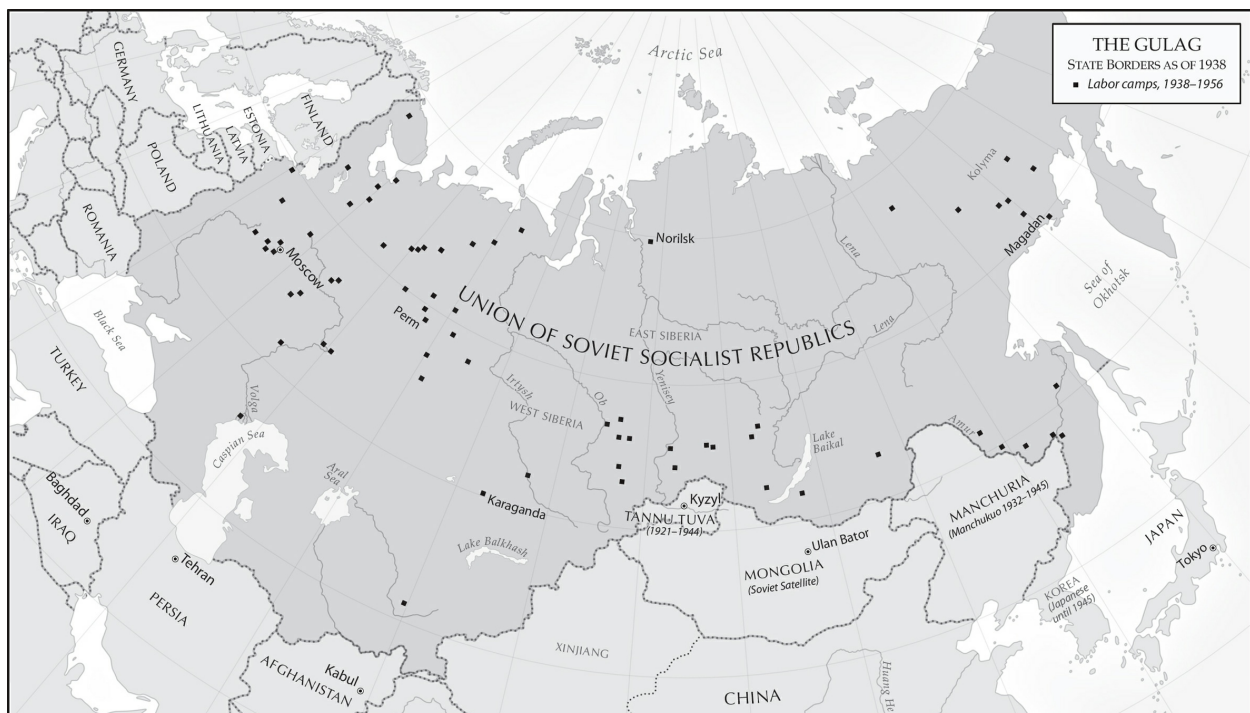 THE GULAG
STATE BORDERS AS OF 1938
Labor camps, 1938–1956
Arctic Sea
GERMANY
LITHUANIA
LATVIA
ESTONIA
FINLAND
POLAND
ROMANIA
Kolyma
Magadan
Norilsk
Lena
Moscow
Sea of
Okhotsk
Black Sea
Perm
UNION OF SOVIET SOCIALIST REPUBLICS
EAST SIBERIA
Lena
TURKEY
Volga
Irtysh
Ob
Yenisey
WEST SIBERIA
Caspian Sea
Aral
Sea
Lake
Baikal
Amur
Baghdad
IRAQ
Karaganda
Kyzyl
TANNU TUVA
(1921–1944)
MANCHURIA
(Manchukuo 1932–1945)
JAPAN
Tokyo
Tehran
PERSIA
Lake Balkhash
Ulan Bator
MONGOLIA
(Soviet Satellite)
KOREA
(Japanese
until 1945)
XINJIANG
AFGHANISTAN
Kabul
CHINA
Huang He